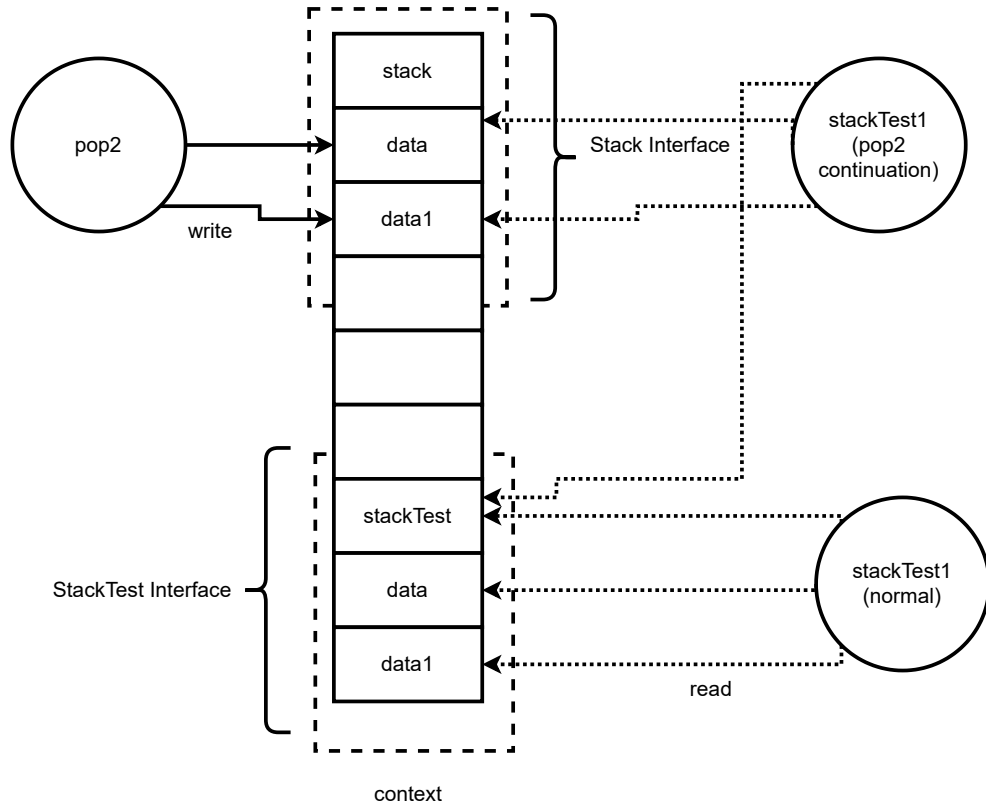 stack
pop2
data
Stack Interface
stackTest1
(pop2
continuation)
data1
write
stackTest
StackTest Interface
data
stackTest1
(normal)
data1
read
context